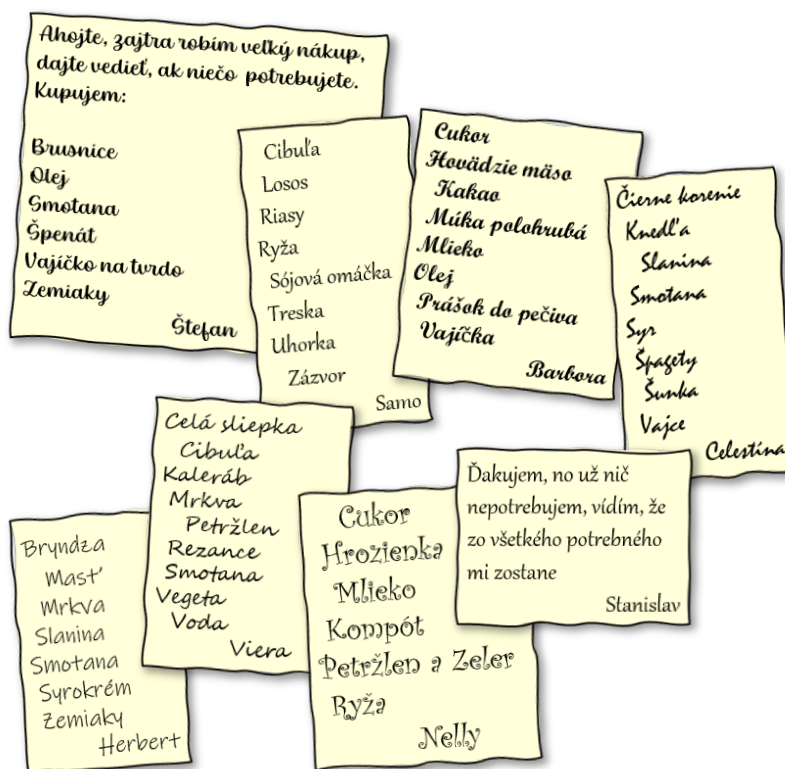 Ahojte, zajtra robím veľký nákup,
dajte vedieť, ak niečo potrebujete.
Kupujem:
Brusnice
Olej
Smotana
Špenát
Vajíčko na tvrdo
Zemiaky
Štefan
Cibuľa
Losos
Riasy
Ryža
Sójová omáčka
Treska
Uhorka
Zázvor
Samo
Cukor
Hovädzie mäso
Kakao
Múka polohrubá
Mlieko
Olej
Prášok do pečiva
Vajíčka
Barbora
Čierne korenie
Knedľa
Slanina
Smotana
Syr
Špagety
Šunka
Vajce
Celestína
Celá sliepka
Cibuľa
Kaleráb
Mrkva
Petržlen
Rezance
Smotana
Vegeta
Voda
Viera
Ďakujem, no už nič
nepotrebujem, vídím, že
zo všetkého potrebného
mi zostane
Stanislav
Bryndza
Masť
Mrkva
Slanina
Smotana
Syrokrém
Zemiaky
Herbert
Cukor
Hrozienka
Mlieko
Kompót
Petržlen a Zeler
Ryža
Nelly